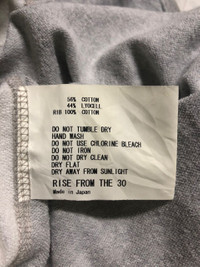 56% COTTON
44% LYOCELL
RIB 100% COTTON
DO NOT TUMBLE DRY
HAND WASH
DO NOT USE CHLORINE BLEACH
DO NOT IRON
DO NOT DRY CLEAN
DRY FLAT
DRY AWAY FROM SUNLIGHT
RISE FROM THE 30
Made in Japan